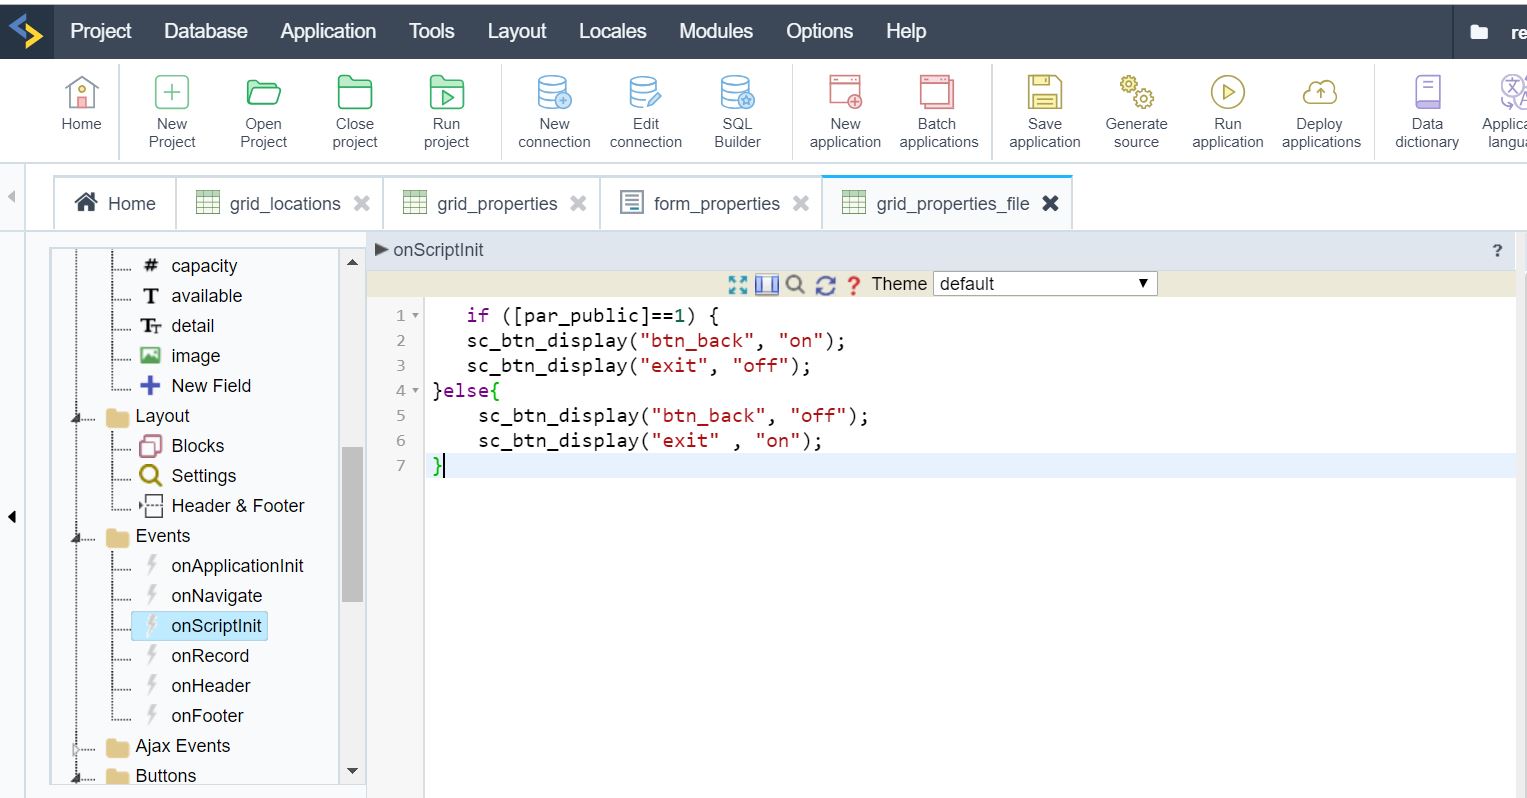 Project Database Application Tools Layout Locales Modules Options Help re
Home
New Project
Open Project
Close project
Run project
New connection
Edit connection
SQL Builder
New application
Batch applications
Save application
Generate source
Run application
Deploy applications
Data dictionary
Applica
langua
Home grid_locations grid_properties form_properties grid_properties_file
# capacity
T available
TT detail
image
New Field
Layout
Blocks
Settings
Header & Footer
Events
onApplicationInit
onNavigate
onScriptInit
onRecord
onHeader
onFooter
Ajax Events
Buttons
onScriptInit ?
? Theme default
1 if ([par_public]==1) {
2 sc_btn_display("btn_back", "on");
3 sc_btn_display("exit", "off");
4 }else{
5 sc_btn_display("btn_back", "off");
6 sc_btn_display("exit" , "on");
7 }